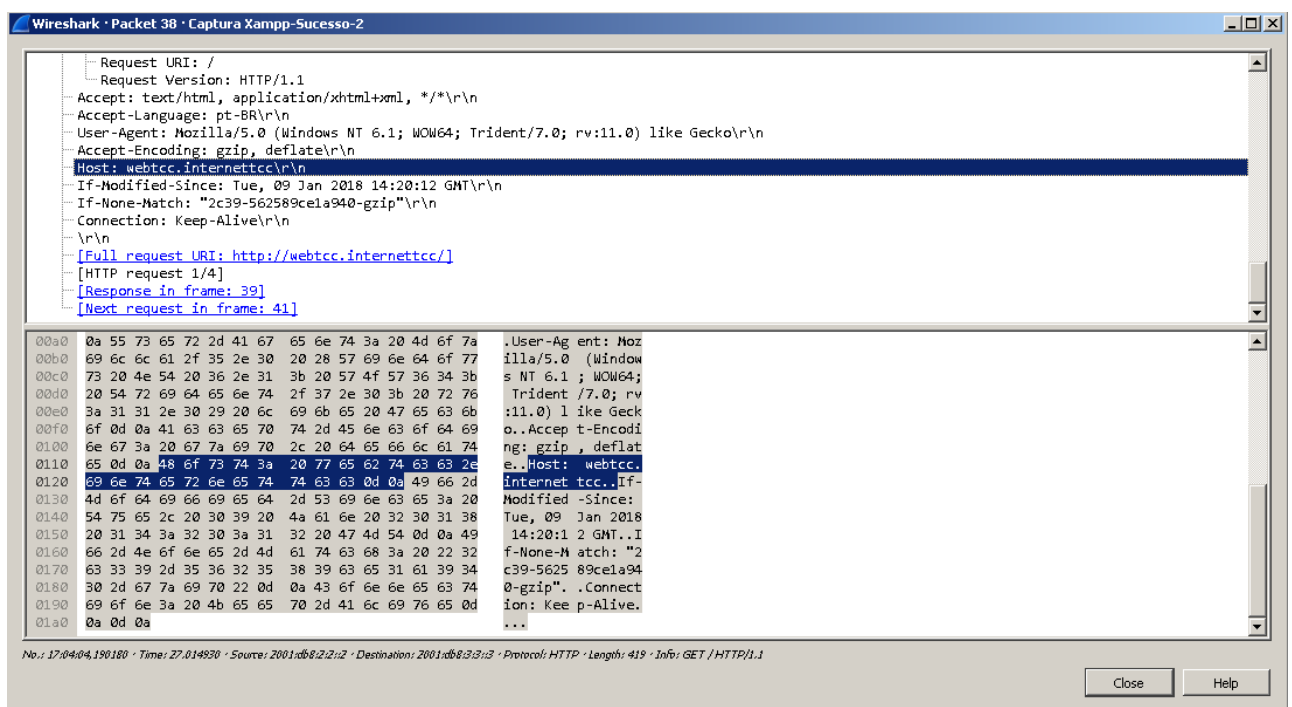 Wireshark · Packet 38 · Captura Xampp-Sucesso-2
Request URI: /
Request Version: HTTP/1.1
Accept: text/html, application/xhtml+xml, */*\r\n
Accept-Language: pt-BR\r\n
User-Agent: Mozilla/5.0 (Windows NT 6.1; WOW64; Trident/7.0; rv:11.0) like Gecko\r\n
Accept-Encoding: gzip, deflate\r\n
Host: webtcc.internettcc\r\n
If-Modified-Since: Tue, 09 Jan 2018 14:20:12 GMT\r\n
If-None-Match: "2c39-562589ce1a940-gzip"\r\n
Connection: Keep-Alive\r\n
\r\n
[Full request URI: http://webtcc.internettcc/]
[HTTP request 1/4]
[Response in frame: 39]
[Next request in frame: 41]
00a0 0a 55 73 65 72 2d 41 67 65 6e 74 3a 20 4d 6f 7a .User-Ag ent: Moz
00b0 69 6c 6c 61 2f 35 2e 30 20 28 57 69 6e 64 6f 77 illa/5.0 (Window
00c0 73 20 4e 54 20 36 2e 31 3b 20 57 4f 57 36 34 3b s NT 6.1 ; WOW64;
00d0 20 54 72 69 64 65 6e 74 2f 37 2e 30 3b 20 72 76 Trident /7.0; rv
00e0 3a 31 31 2e 30 29 20 6c 69 6b 65 20 47 65 63 6b :11.0) l ike Geck
00f0 6f 0d 0a 41 63 63 65 70 74 2d 45 6e 63 6f 64 69 o..Accep t-Encodi
0100 6e 67 3a 20 67 7a 69 70 2c 20 64 65 66 6c 61 74 ng: gzip , deflat
0110 65 0d 0a 48 6f 73 74 3a 20 77 65 62 74 63 63 2e e..Host: webtcc.
0120 69 6e 74 65 72 6e 65 74 74 63 63 0d 0a 49 66 2d internet tcc..If-
0130 4d 6f 64 69 66 69 65 64 2d 53 69 6e 63 65 3a 20 Modified -Since:
0140 54 75 65 2c 20 30 39 20 4a 61 6e 20 32 30 31 38 Tue, 09 Jan 2018
0150 20 31 34 3a 32 30 3a 31 32 20 47 4d 54 0d 0a 49 14:20:1 2 GMT..I
0160 66 2d 4e 6f 6e 65 2d 4d 61 74 63 68 3a 20 22 32 f-None-M atch: "2
0170 63 33 39 2d 35 36 32 35 38 39 63 65 31 61 39 34 c39-5625 89ce1a94
0180 30 2d 67 7a 69 70 22 0d 0a 43 6f 6e 6e 65 63 74 0-gzip". .Connect
0190 69 6f 6e 3a 20 4b 65 65 70 2d 41 6c 69 76 65 0d ion: Kee p-Alive.
01a0 0a 0d 0a ...
No.: 17:04:04,190180 · Time: 27.014930 · Source: 2001:db8:2:2::2 · Destination: 2001:db8:3:3::3 · Protocol: HTTP · Length: 419 · Info: GET / HTTP/1.1
Close Help